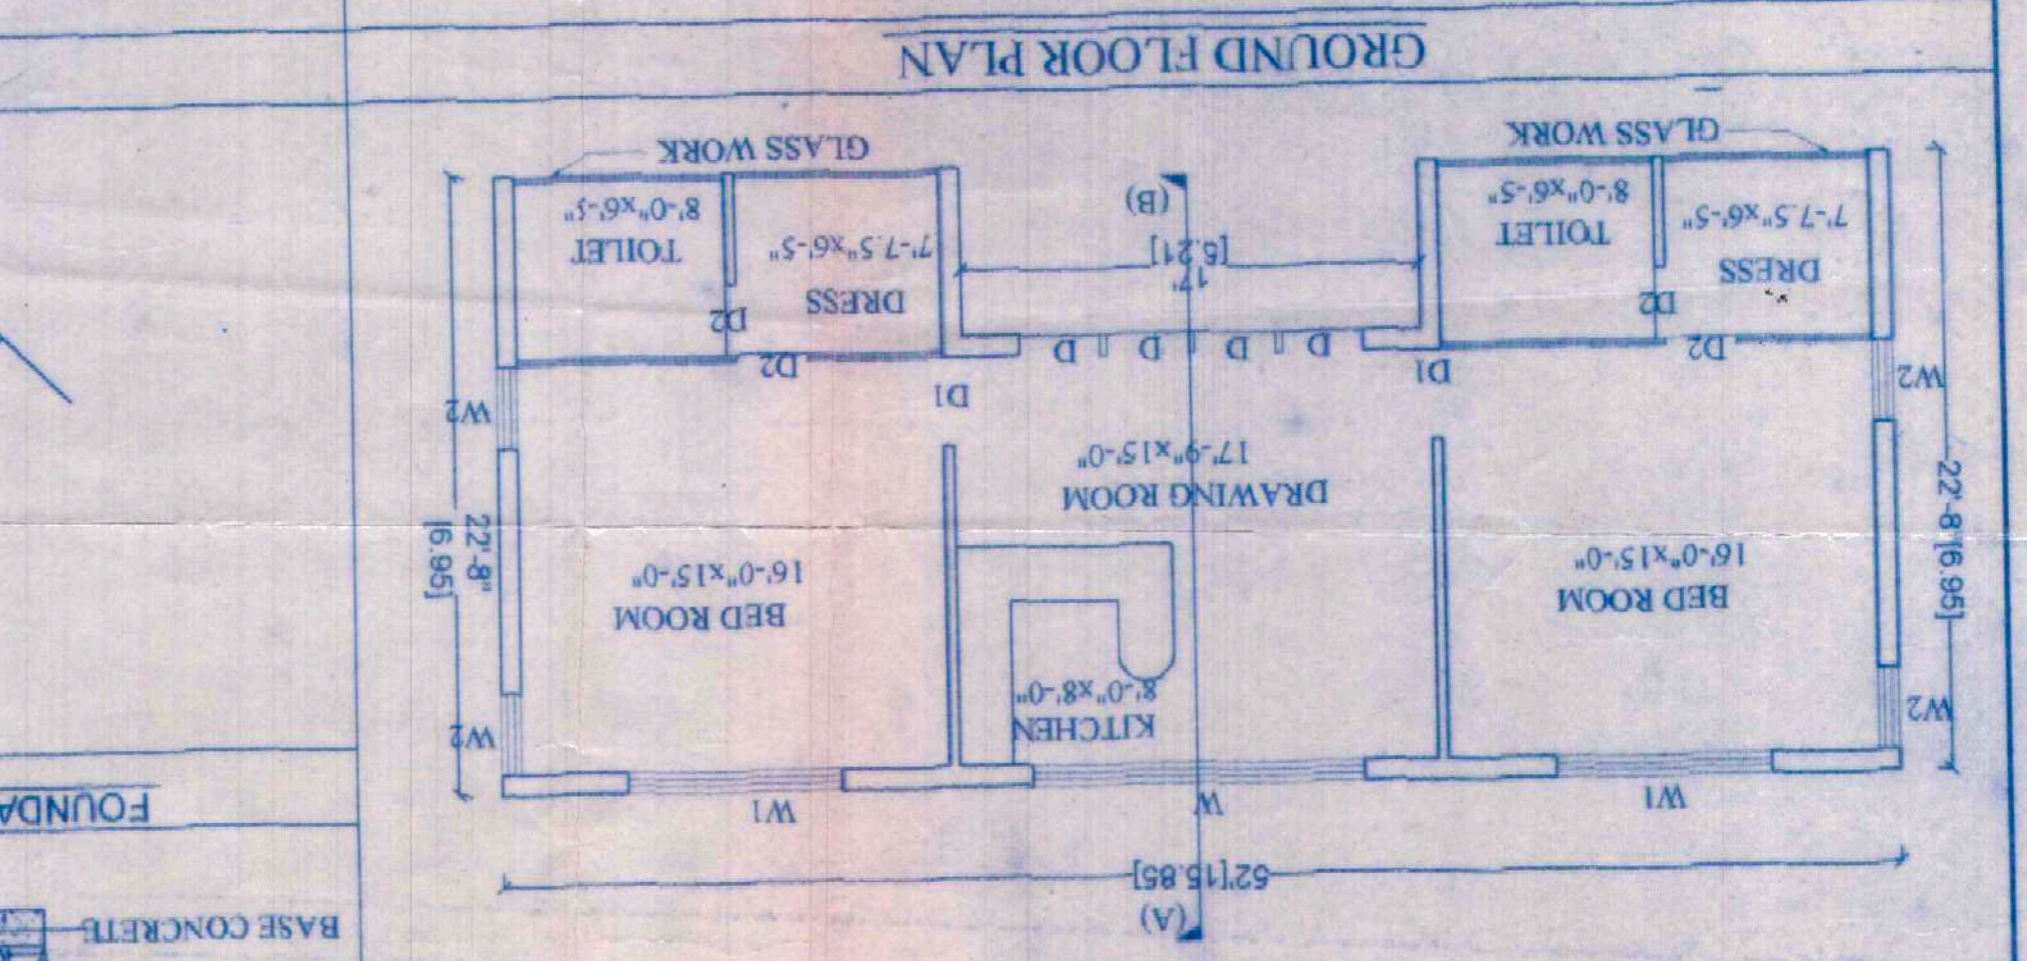 (A)
BASE CONCRETE
52'[15.85]
FOUNDA
W1
W
W1
W2
KITCHEN
8'-0"x8'-0"
W2
BED ROOM
16'-0"x15'-0"
22'-8"[6.95]
BED ROOM
16'-0"x15'-0"
22'-8"
[6.95]
DRAWING ROOM
17'-9"x15'-0"
W2
D1
D1
W2
D2
D
D
D
D
D2
D2
D2
DRESS
7'-7.5"x6'-5"
TOILET
8'-0"x6'-5"
17'
[5.21]
DRESS
7'-7.5"x6'-5"
TOILET
8'-0"x6'-5"
(B)
GLASS WORK
GLASS WORK
GROUND FLOOR PLAN